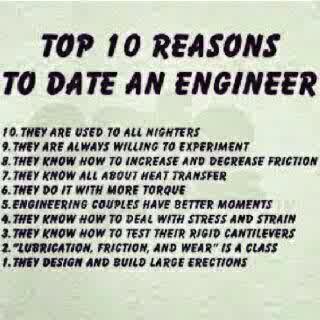 TOP 10 REASONS
TO DATE AN ENGINEER
10. THEY ARE USED TO ALL NIGHTERS
9. THEY ARE ALWAYS WILLING TO EXPERIMENT
8. THEY KNOW HOW TO INCREASE AND DECREASE FRICTION
7. THEY KNOW ALL ABOUT HEAT TRANSFER
6. THEY DO IT WITH MORE TORQUE
5. ENGINEERING COUPLES HAVE BETTER MOMENTS
4. THEY KNOW HOW TO DEAL WITH STRESS AND STRAIN
3. THEY KNOW HOW TO TEST THEIR RIGID CANTILEVERS
2. "LUBRICATION, FRICTION, AND WEAR" IS A CLASS
1. THEY DESIGN AND BUILD LARGE ERECTIONS